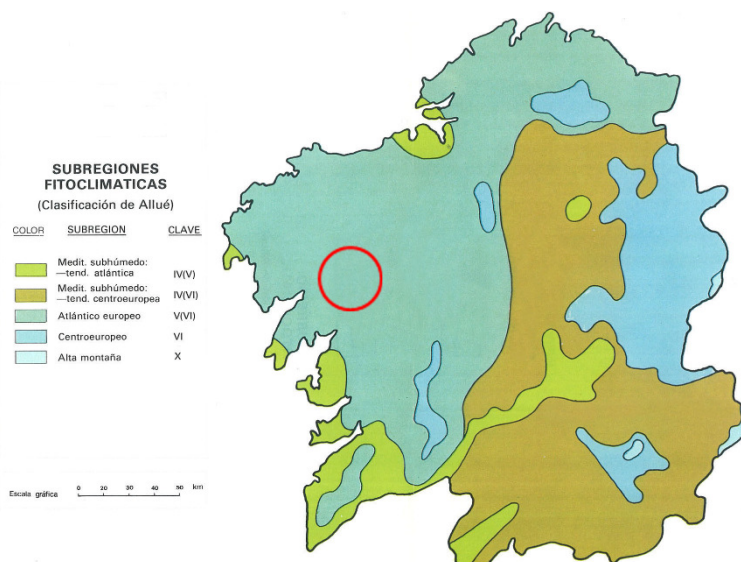 SUBREGIONES
FITOCLIMATICAS
(Clasificación de Allué)
COLOR SUBREGION CLAVE
Medit. subhúmedo:
—tend. atlántica IV(V)
Medit. subhúmedo:
—tend. centroeuropea IV(VI)
Atlántico europeo V(VI)
Centroeuropeo VI
Alta montaña X
Escala gráfica 0 10 20 30 40 50 km